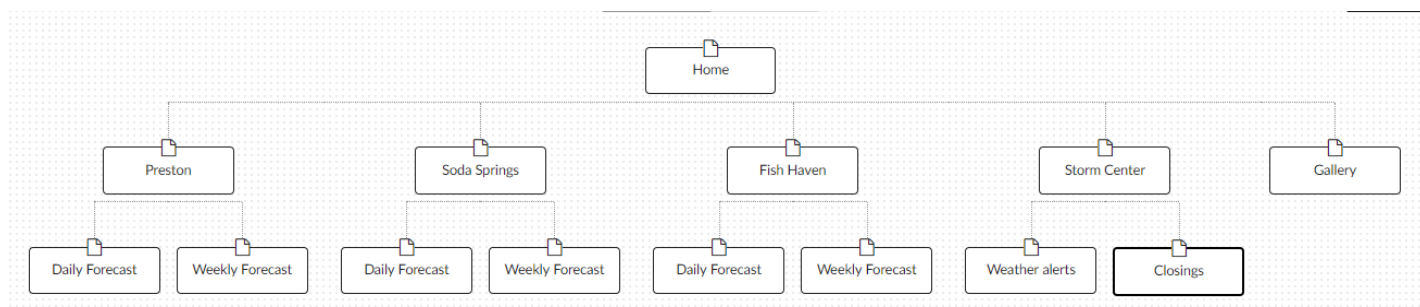 Home
Preston
Soda Springs
Fish Haven
Storm Center
Gallery
Daily Forecast
Weekly Forecast
Daily Forecast
Weekly Forecast
Daily Forecast
Weekly Forecast
Weather alerts
Closings